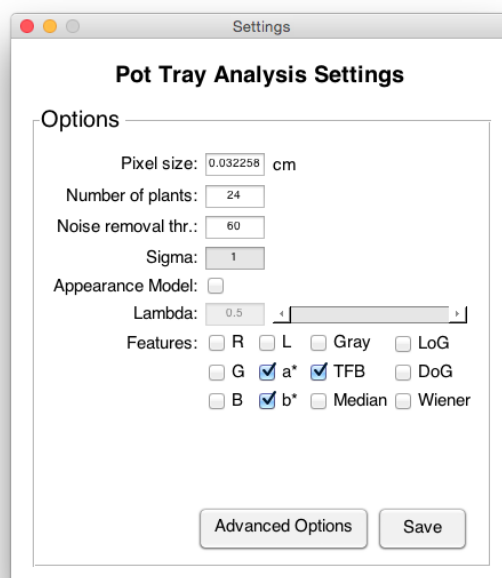 Settings
Pot Tray Analysis Settings
Options
Pixel size: 0.032258 cm
Number of plants: 24
Noise removal thr.: 60
Sigma: 1
Appearance Model:
Lambda: 0.5
Features: R L Gray LoG
G a* TFB DoG
B b* Median Wiener
Advanced Options Save